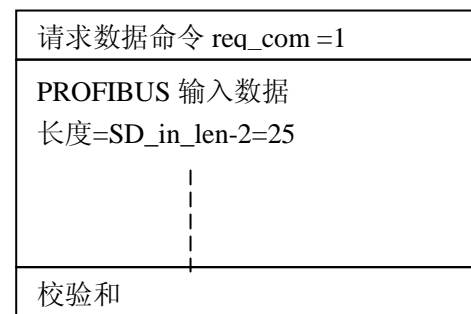 请求数据命令 req_com =1
PROFIBUS 输入数据
长度=SD_in_len-2=25
校验和